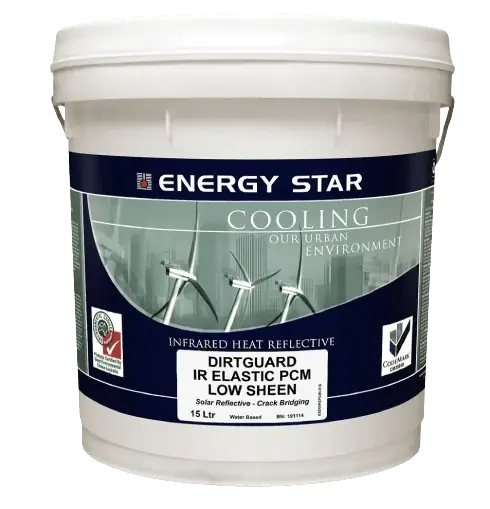 ENERGY STAR
COOLING
OUR URBAN
ENVIRONMENT
INFRARED HEAT REFLECTIVE
DIRTGUARD
IR ELASTIC PCM
LOW SHEEN
Solar Reflective - Crack Bridging
15 Ltr Water Based BN: 191114
CODEMARK